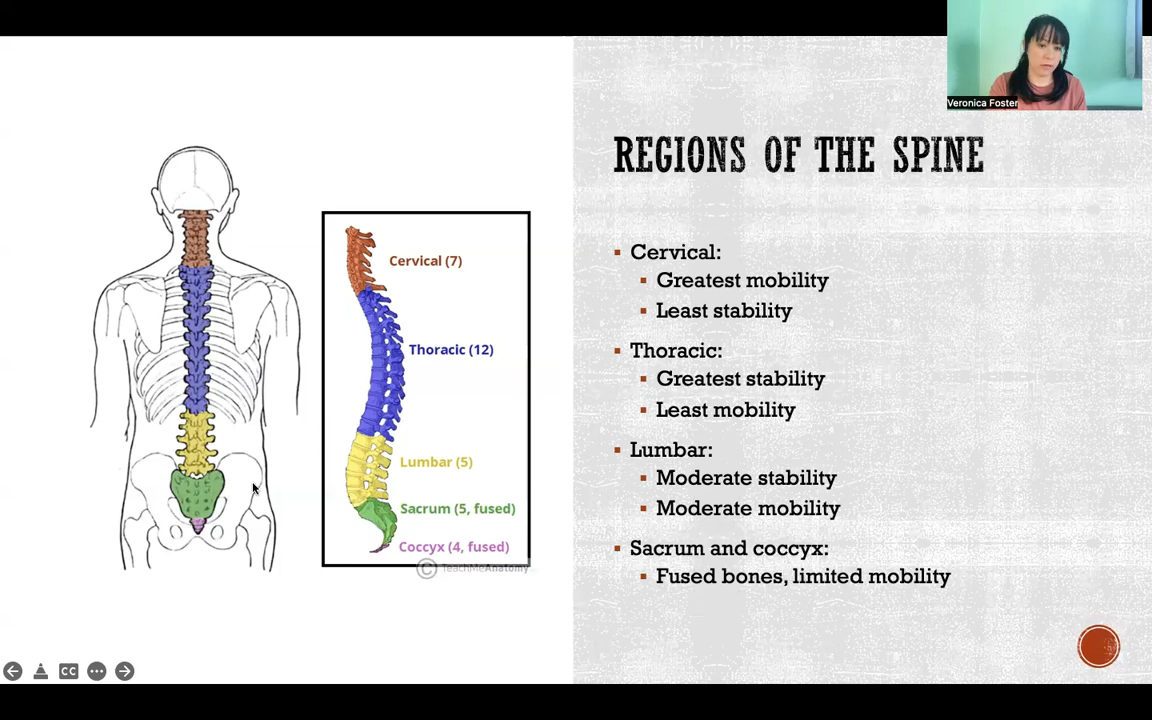 Veronica Foster
REGIONS OF THE SPINE
Cervical (7)
Thoracic (12)
Lumbar (5)
Sacrum (5, fused)
Coccyx (4, fused)
© TeachMeAnatomy
▪ Cervical:
▪ Greatest mobility
▪ Least stability
▪ Thoracic:
▪ Greatest stability
▪ Least mobility
▪ Lumbar:
▪ Moderate stability
▪ Moderate mobility
▪ Sacrum and coccyx:
▪ Fused bones, limited mobility
CC